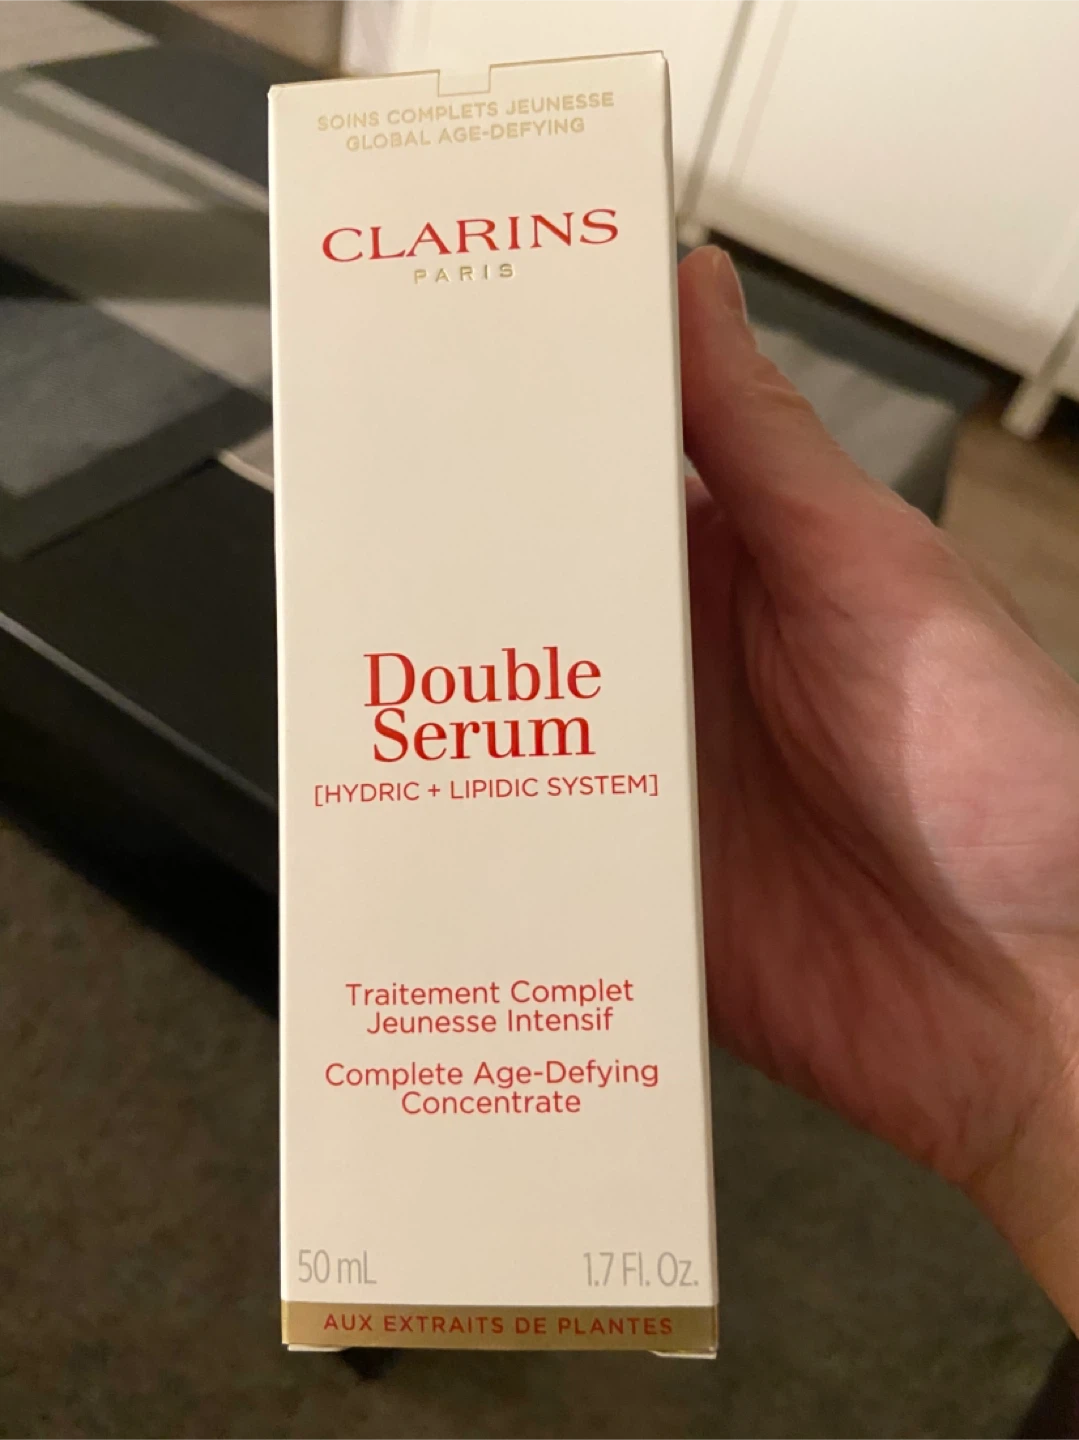 SOINS COMPLETS JEUNESSE
GLOBAL AGE-DEFYING
CLARINS
PARIS
Double
Serum
[HYDRIC + LIPIDIC SYSTEM]
Traitement Complet
Jeunesse Intensif
Complete Age-Defying
Concentrate
50 mL 1.7 Fl. Oz.
AUX EXTRAITS DE PLANTES